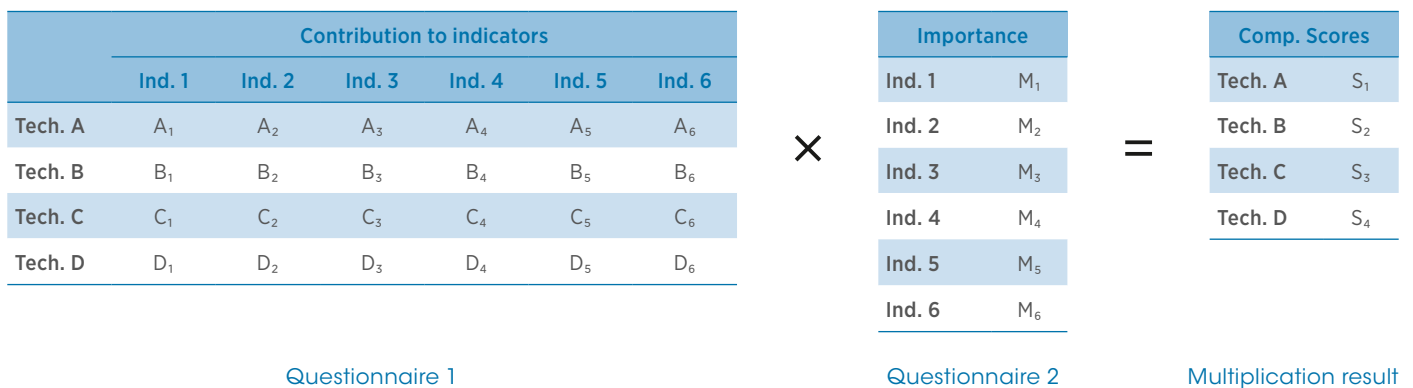 Contribution to indicators
Ind. 1 Ind. 2 Ind. 3 Ind. 4 Ind. 5 Ind. 6
Tech. A A₁ A₂ A₃ A₄ A₅ A₆
Tech. B B₁ B₂ B₃ B₄ B₅ B₆
Tech. C C₁ C₂ C₃ C₄ C₅ C₆
Tech. D D₁ D₂ D₃ D₄ D₅ D₆
Questionnaire 1
×
Importance
Ind. 1 M₁
Ind. 2 M₂
Ind. 3 M₃
Ind. 4 M₄
Ind. 5 M₅
Ind. 6 M₆
Questionnaire 2
=
Comp. Scores
Tech. A S₁
Tech. B S₂
Tech. C S₃
Tech. D S₄
Multiplication result